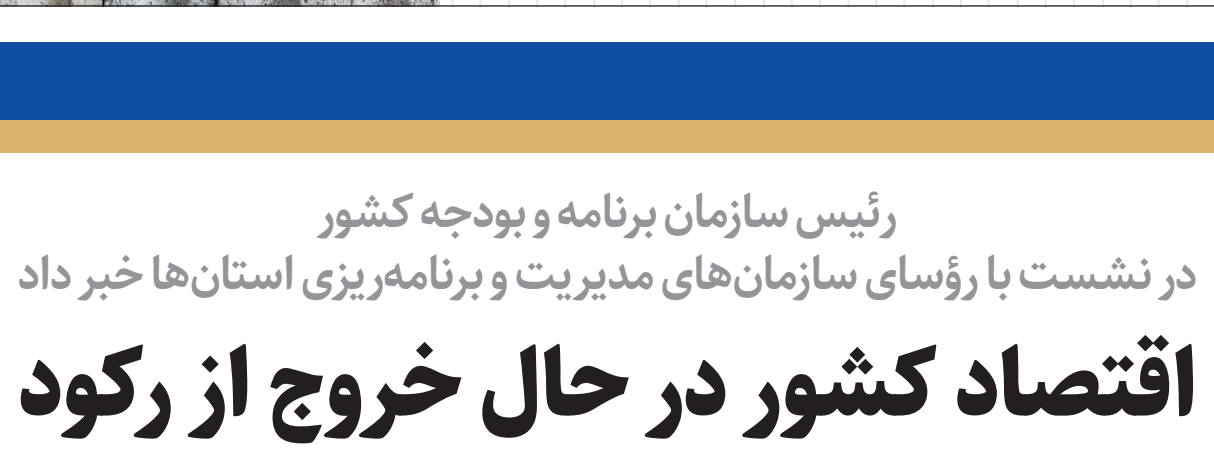 رئیس سازمان برنامه و بودجه کشور
در نشست با رؤسای سازمان‌های مدیریت و برنامه‌ریزی استان‌ها خبر داد
اقتصاد کشور در حال خروج از رکود